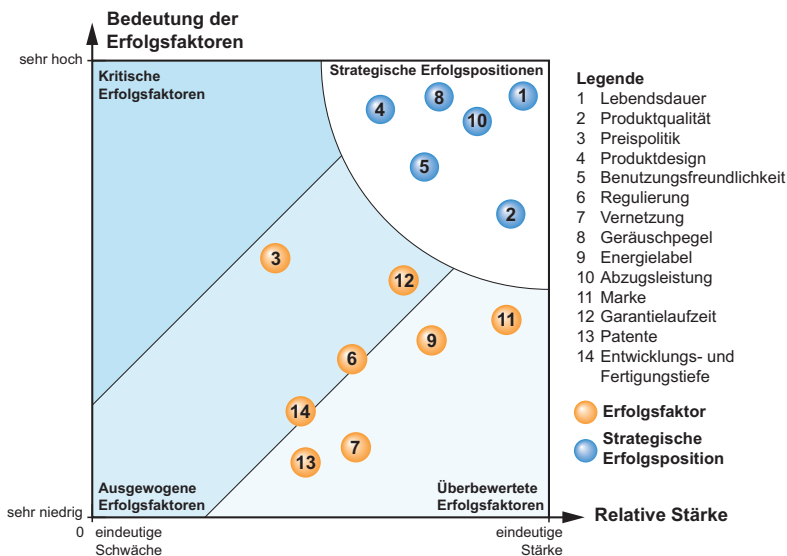 Bedeutung der
Erfolgsfaktoren
sehr hoch
Kritische
Erfolgsfaktoren
Strategische Erfolgspositionen
4
8
1
10
5
2
3
12
11
9
6
14
7
13
Ausgewogene
Erfolgsfaktoren
Überbewertete
Erfolgsfaktoren
sehr niedrig
0
eindeutige
Schwäche
eindeutige
Stärke
Relative Stärke
Legende
1 Lebendsdauer
2 Produktqualität
3 Preispolitik
4 Produktdesign
5 Benutzungsfreundlichkeit
6 Regulierung
7 Vernetzung
8 Geräuschpegel
9 Energielabel
10 Abzugsleistung
11 Marke
12 Garantielaufzeit
13 Patente
14 Entwicklungs- und
Fertigungstiefe
Erfolgsfaktor
Strategische
Erfolgsposition